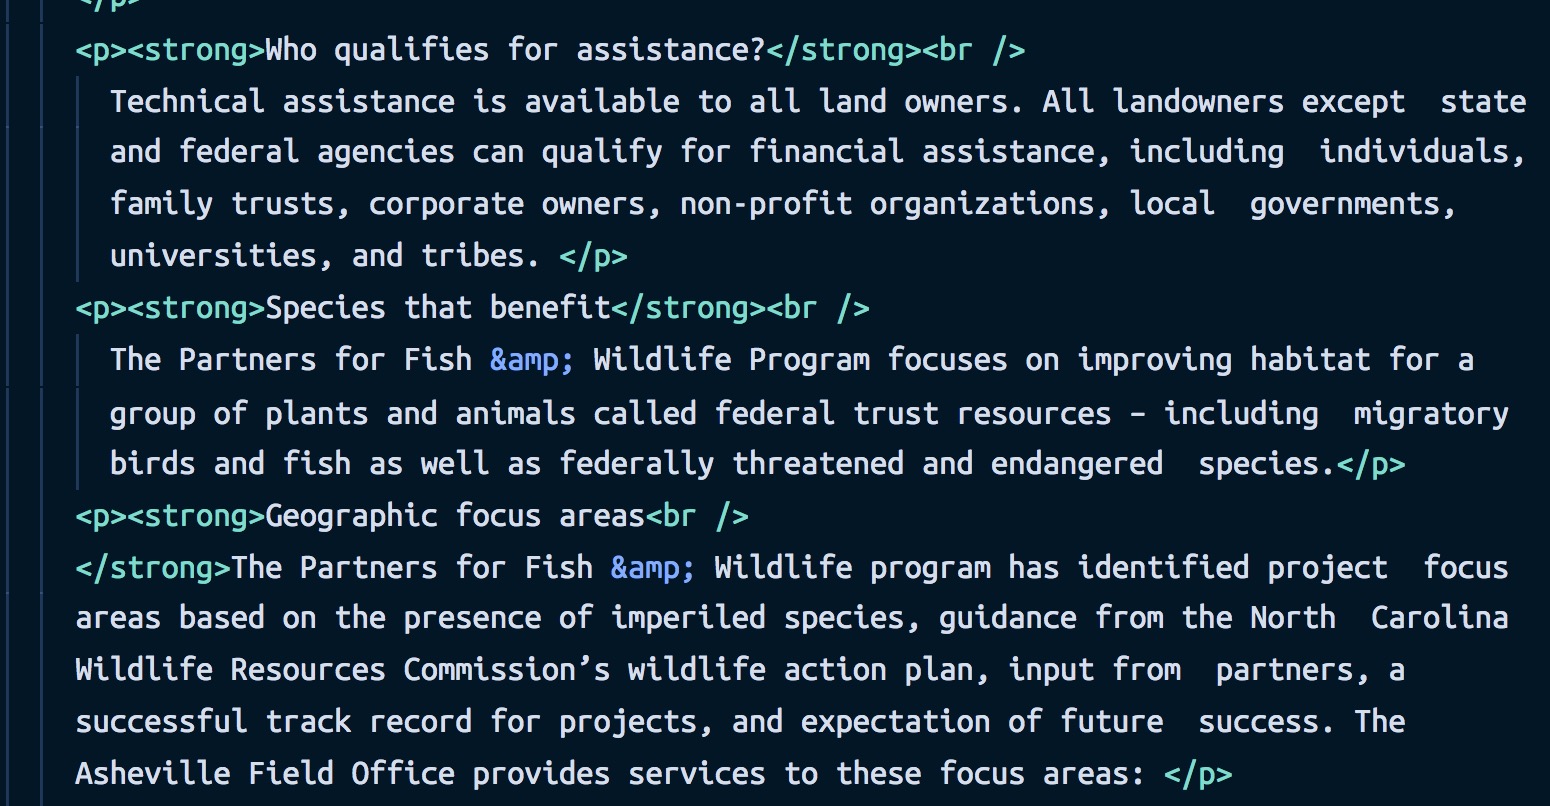 </p>
<p><strong>Who qualifies for assistance?</strong><br />
Technical assistance is available to all land owners. All landowners except  state
and federal agencies can qualify for financial assistance, including  individuals,
family trusts, corporate owners, non-profit organizations, local  governments,
universities, and tribes. </p>
<p><strong>Species that benefit</strong><br />
The Partners for Fish &amp; Wildlife Program focuses on improving habitat for a
group of plants and animals called federal trust resources – including  migratory
birds and fish as well as federally threatened and endangered  species.</p>
<p><strong>Geographic focus areas<br />
</strong>The Partners for Fish &amp; Wildlife program has identified project  focus
areas based on the presence of imperiled species, guidance from the North  Carolina
Wildlife Resources Commission’s wildlife action plan, input from  partners, a
successful track record for projects, and expectation of future  success. The
Asheville Field Office provides services to these focus areas: </p>